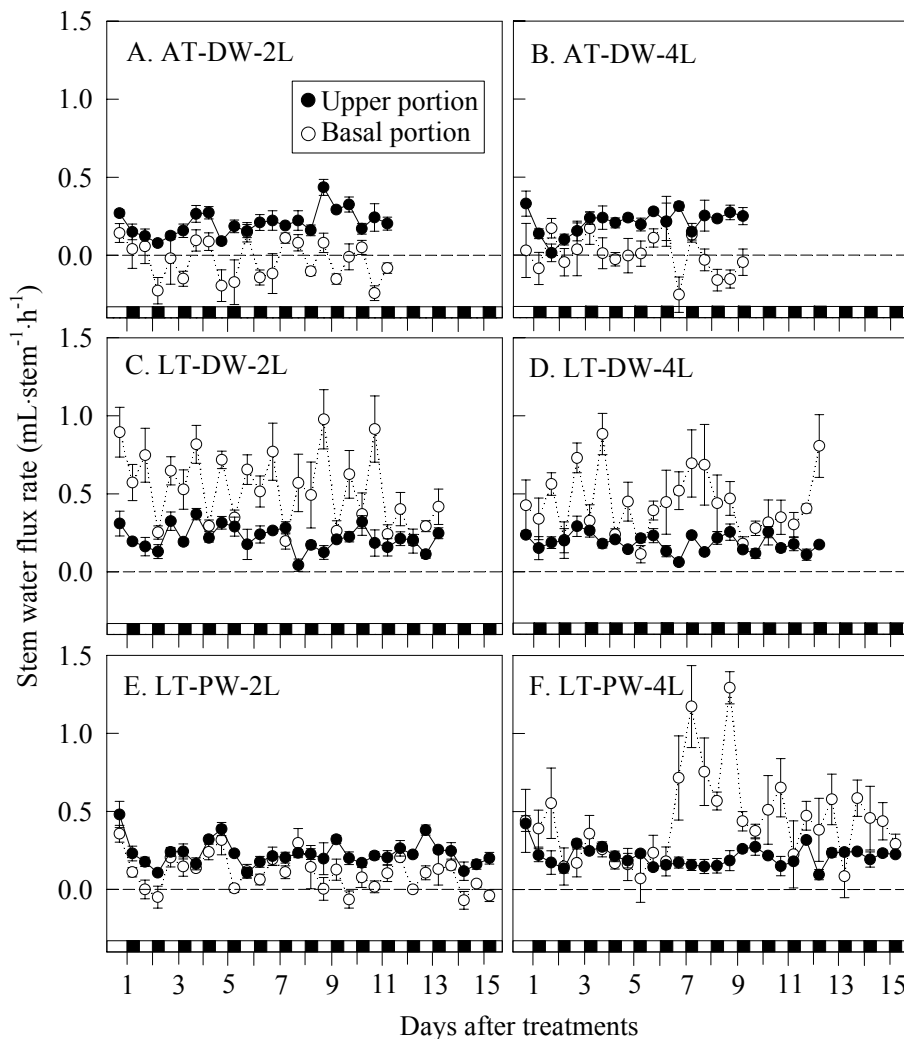 Stem water flux rate (mL·stem⁻¹·h⁻¹)
1.5
1.0
0.5
0.0
A. AT-DW-2L
Upper portion
Basal portion
B. AT-DW-4L
1.5
1.0
0.5
0.0
C. LT-DW-2L
D. LT-DW-4L
1.5
1.0
0.5
0.0
E. LT-PW-2L
F. LT-PW-4L
1 3 5 7 9 11 13 15
1 3 5 7 9 11 13 15
Days after treatments